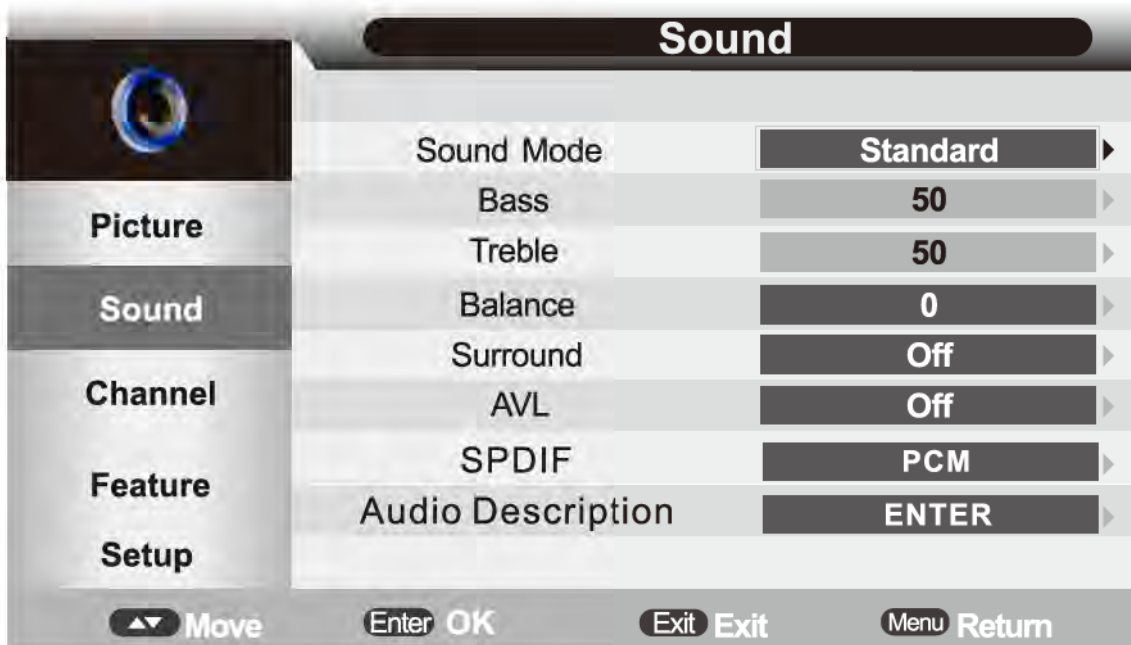 Sound
Picture
Sound
Channel
Feature
Setup
Sound Mode Standard
Bass 50
Treble 50
Balance 0
Surround Off
AVL Off
SPDIF PCM
Audio Description ENTER
Move Enter OK Exit Exit Menu Return